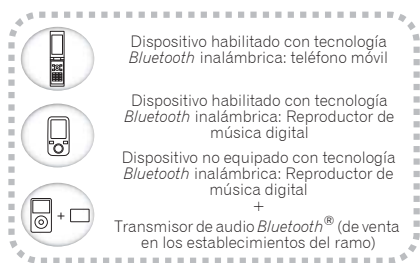 Dispositivo habilitado con tecnología
Bluetooth inalámbrica: teléfono móvil
Dispositivo habilitado con tecnología
Bluetooth inalámbrica: Reproductor de
música digital
Dispositivo no equipado con tecnología
Bluetooth inalámbrica: Reproductor de
música digital
+
+
Transmisor de audio Bluetooth® (de venta
en los establecimientos del ramo)